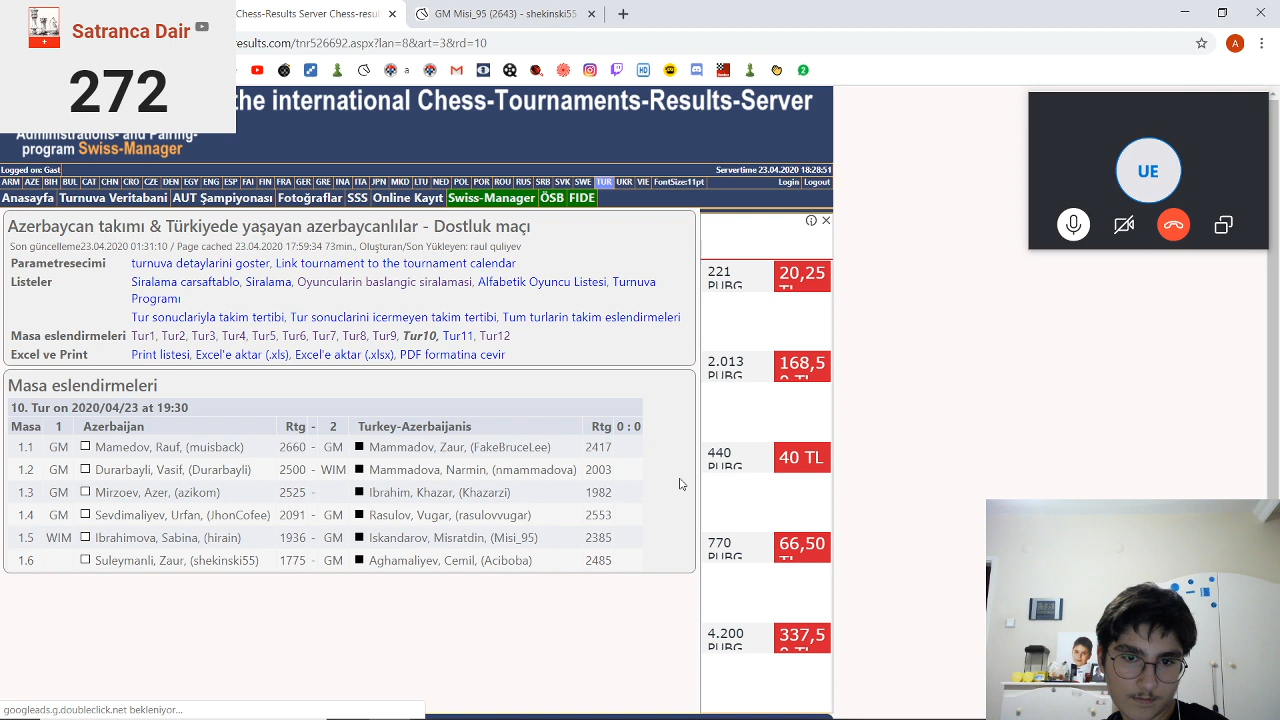 Satranca Dair
272
Chess-Results Server Chess-resul
GM Misi_95 (2643) - shekinski55
esults.com/tnr526692.aspx?lan=8&art=3&rd=10
A
a
he international Chess-Tournaments-Results-Server
Administrations- and Pairing-
program Swiss-Manager
Logged on: Gast
Servertime 23.04.2020 18:28:51
ARM AZE BIH BUL CAT CHN CRO CZE DEN EGY ENG ESP FAI FIN FRA GER GRE INA ITA JPN MKD LTU NED POL POR ROU RUS SRB SVK SWE TUR UKR VIE FontSize:11pt
Login Logout
Anasayfa Turnuva Veritabani AUT Şampiyonası Fotoğraflar SSS Online Kayıt Swiss-Manager ÖSB FIDE
Azerbaycan takımı & Türkiyede yaşayan azerbaycanlılar - Dostluk maçı
Son güncelleme23.04.2020 01:31:10 / Page cached 23.04.2020 17:59:34 73min., Oluşturan/Son Yükleyen: raul quliyev
Parametresecimi turnuva detaylarini goster, Link tournament to the tournament calendar
Listeler Siralama carsaftablo, Siralama, Oyuncularin baslangic siralamasi, Alfabetik Oyuncu Listesi, Turnuva
Programı
Tur sonuclariyla takim tertibi, Tur sonuclarini icermeyen takim tertibi, Tum turlarin takim eslendirmeleri
Masa eslendirmeleri Tur1, Tur2, Tur3, Tur4, Tur5, Tur6, Tur7, Tur8, Tur9, Tur10, Tur11, Tur12
Excel ve Print Print listesi, Excel'e aktar (.xls), Excel'e aktar (.xlsx), PDF formatina cevir
Masa eslendirmeleri
10. Tur on 2020/04/23 at 19:30
Masa 1 Azerbaijan Rtg - 2 Turkey-Azerbaijanis Rtg 0 : 0
1.1 GM Mamedov, Rauf, (muisback) 2660 - GM Mammadov, Zaur, (FakeBruceLee) 2417
1.2 GM Durarbayli, Vasif, (Durarbayli) 2500 - WIM Mammadova, Narmin, (nmammadova) 2003
1.3 GM Mirzoev, Azer, (azikom) 2525 - Ibrahim, Khazar, (Khazarzi) 1982
1.4 GM Sevdimaliyev, Urfan, (JhonCofee) 2091 - GM Rasulov, Vugar, (rasulovvugar) 2553
1.5 WIM Ibrahimova, Sabina, (hirain) 1936 - GM Iskandarov, Misratdin, (Misi_95) 2385
1.6 Suleymanli, Zaur, (shekinski55) 1775 - GM Aghamaliyev, Cemil, (Aciboba) 2485
221
PUBG
20,25
TL
2.013
PUBG
168,5
0 TL
440
PUBG
40 TL
770
PUBG
66,50
TL
4.200
PUBG
337,5
0 TL
UE
googleads.g.doubleclick.net bekleniyor...